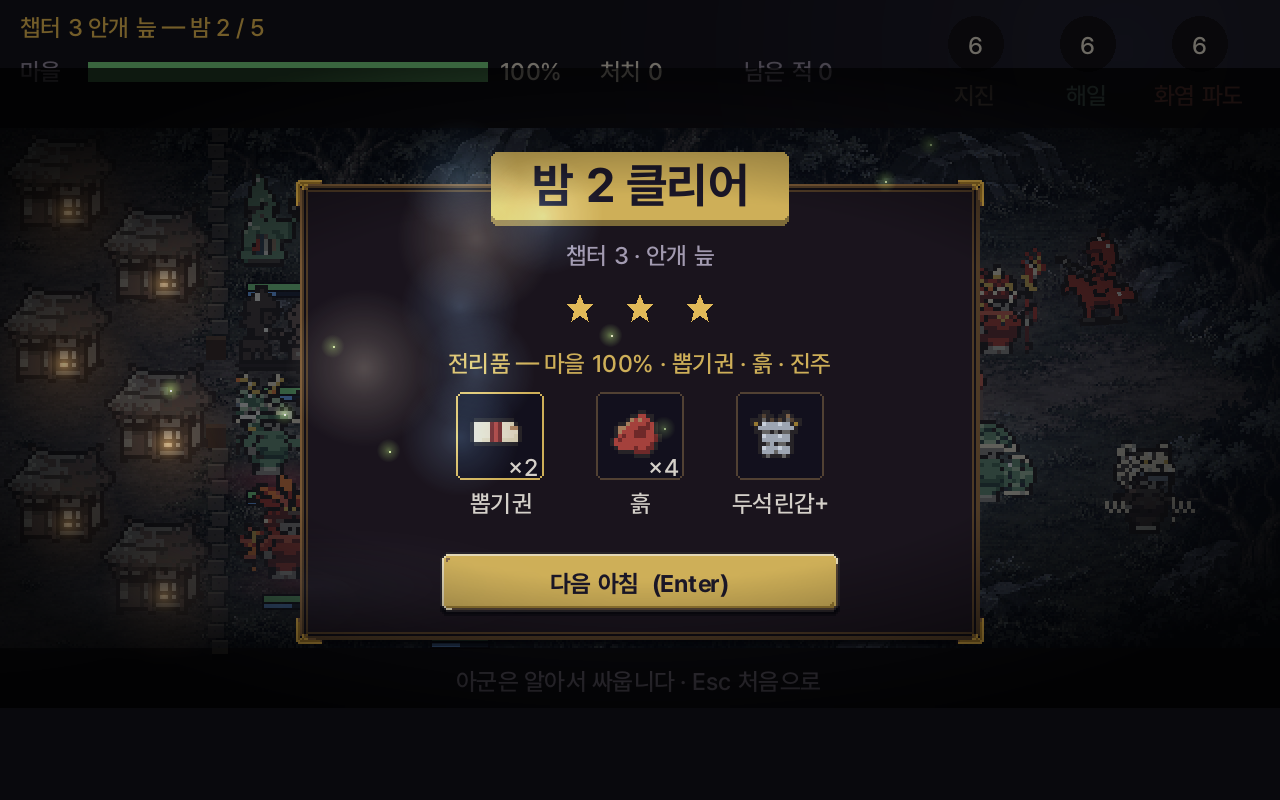 챕터 3 안개 늪 — 밤 2 / 5
마을 100% 처치 0 남은 적 0
6 6 6
지진 해일 화염 파도
밤 2 클리어
챕터 3 · 안개 늪
전리품 — 마을 100% · 뽑기권 · 흙 · 진주
×2 ×4
뽑기권 흙 두석린갑+
다음 아침 (Enter)
아군은 알아서 싸웁니다 · Esc 처음으로